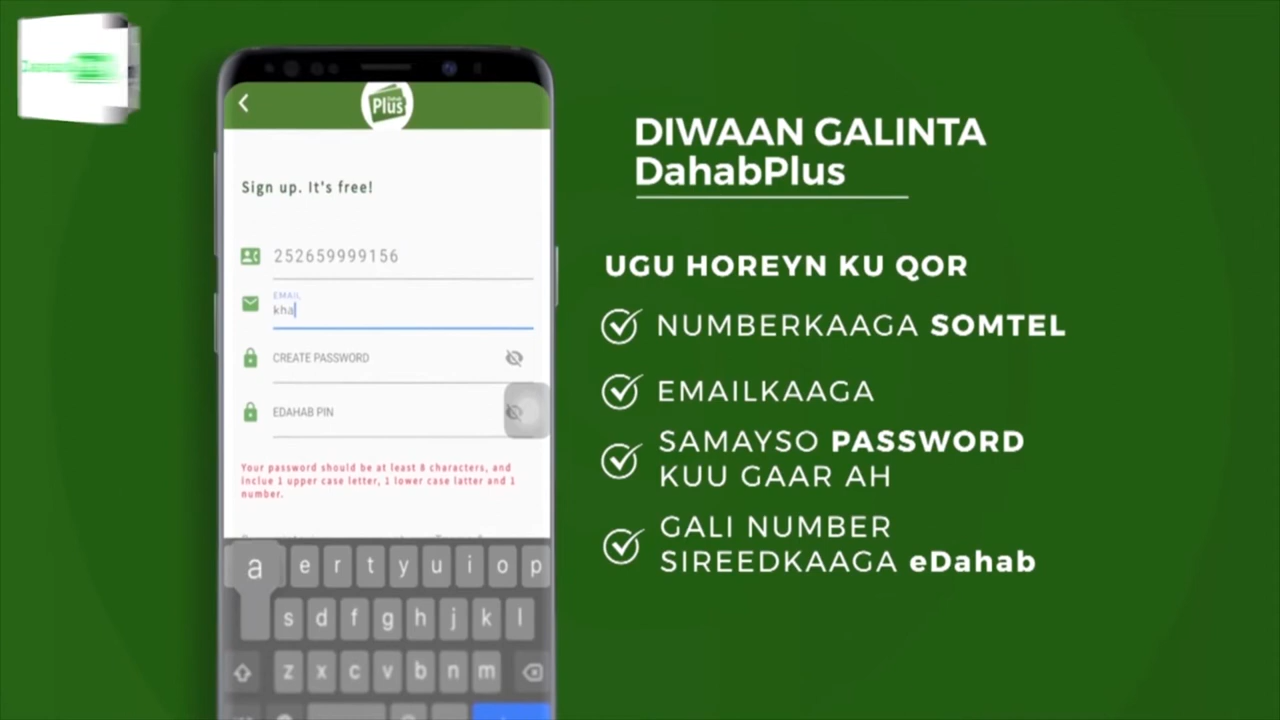 Dahab
Plus
Sign up. It's free!
252659999156
EMAIL
kha
CREATE PASSWORD
EDAHAB PIN
Your password should be at least 8 characters, and
inclue 1 upper case letter, 1 lower case latter and 1
number.
a e r t y u i o p
s d f g h j k l
z x c v b n m
DIWAAN GALINTA
DahabPlus
UGU HOREYN KU QOR
NUMBERKAAGA SOMTEL
EMAILKAAGA
SAMAYSO PASSWORD
KUU GAAR AH
GALI NUMBER
SIREEDKAAGA eDahab